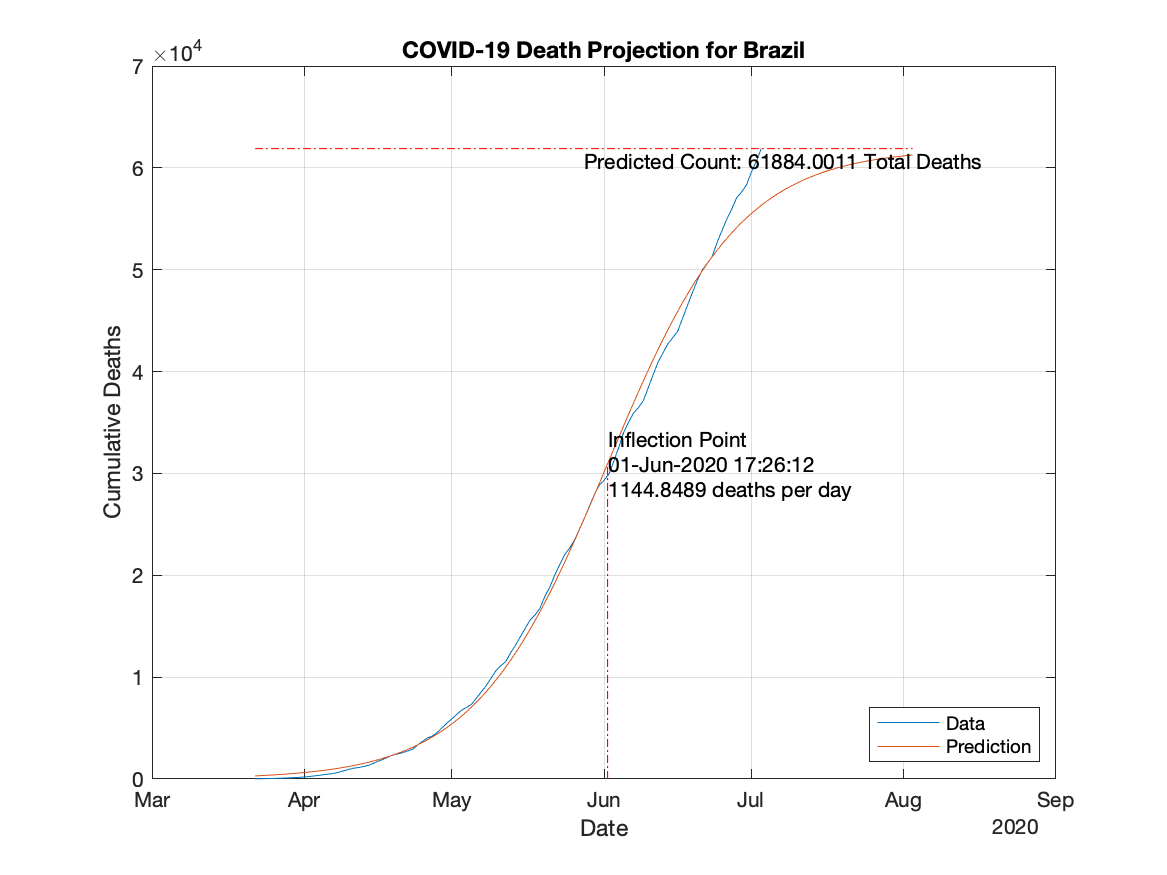 COVID-19 Death Projection for Brazil
×10⁴
7
6
5
4
3
2
1
0
Cumulative Deaths
Predicted Count: 61884.0011 Total Deaths
Inflection Point
01-Jun-2020 17:26:12
1144.8489 deaths per day
Data
Prediction
Mar Apr May Jun Jul Aug Sep
Date
2020